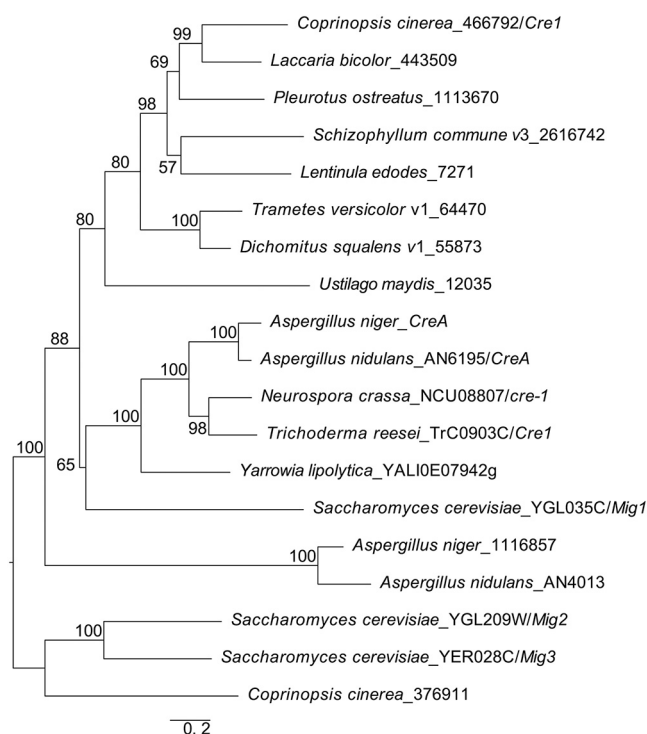 Coprinopsis cinerea_466792/Cre1
99
Laccaria bicolor_443509
69
Pleurotus ostreatus_1113670
98
Schizophyllum commune v3_2616742
57
Lentinula edodes_7271
80
Trametes versicolor v1_64470
100
Dichomitus squalens v1_55873
80
Ustilago maydis_12035
Aspergillus niger_CreA
100
88
Aspergillus nidulans_AN6195/CreA
100
Neurospora crassa_NCU08807/cre-1
100
98
Trichoderma reesei_TrC0903C/Cre1
100
65
Yarrowia lipolytica_YALI0E07942g
Saccharomyces cerevisiae_YGL035C/Mig1
Aspergillus niger_1116857
100
Aspergillus nidulans_AN4013
Saccharomyces cerevisiae_YGL209W/Mig2
100
Saccharomyces cerevisiae_YER028C/Mig3
Coprinopsis cinerea_376911
0. 2